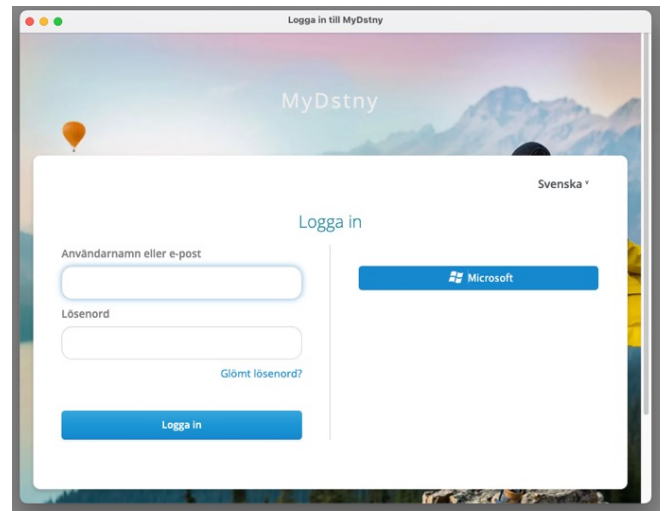 Logga in till MyDstny
MyDstny
Svenska ˅
Logga in
Användarnamn eller e-post
Microsoft
Lösenord
Glömt lösenord?
Logga in